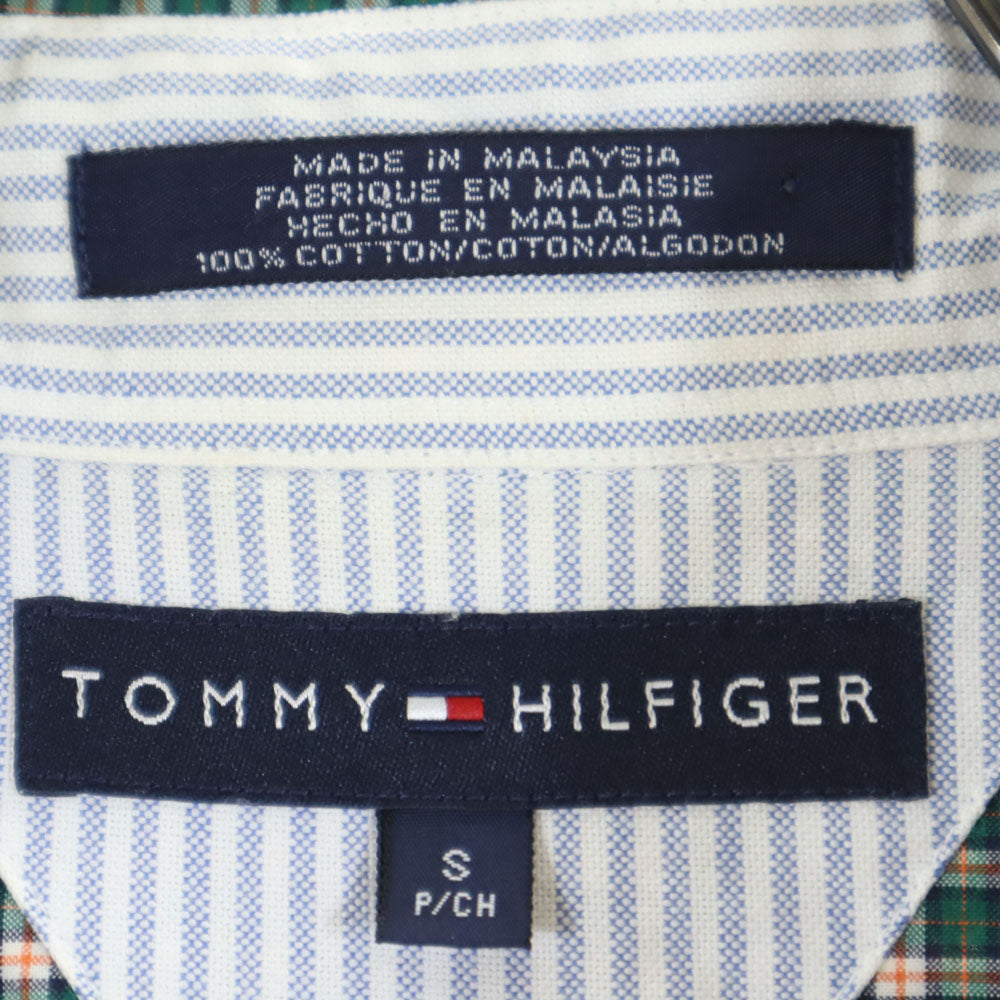 MADE IN MALAYSIA
FABRIQUE EN MALAISIE
HECHO EN MALASIA
100% COTTON/COTON/ALGODON
TOMMY HILFIGER
S
P/CH